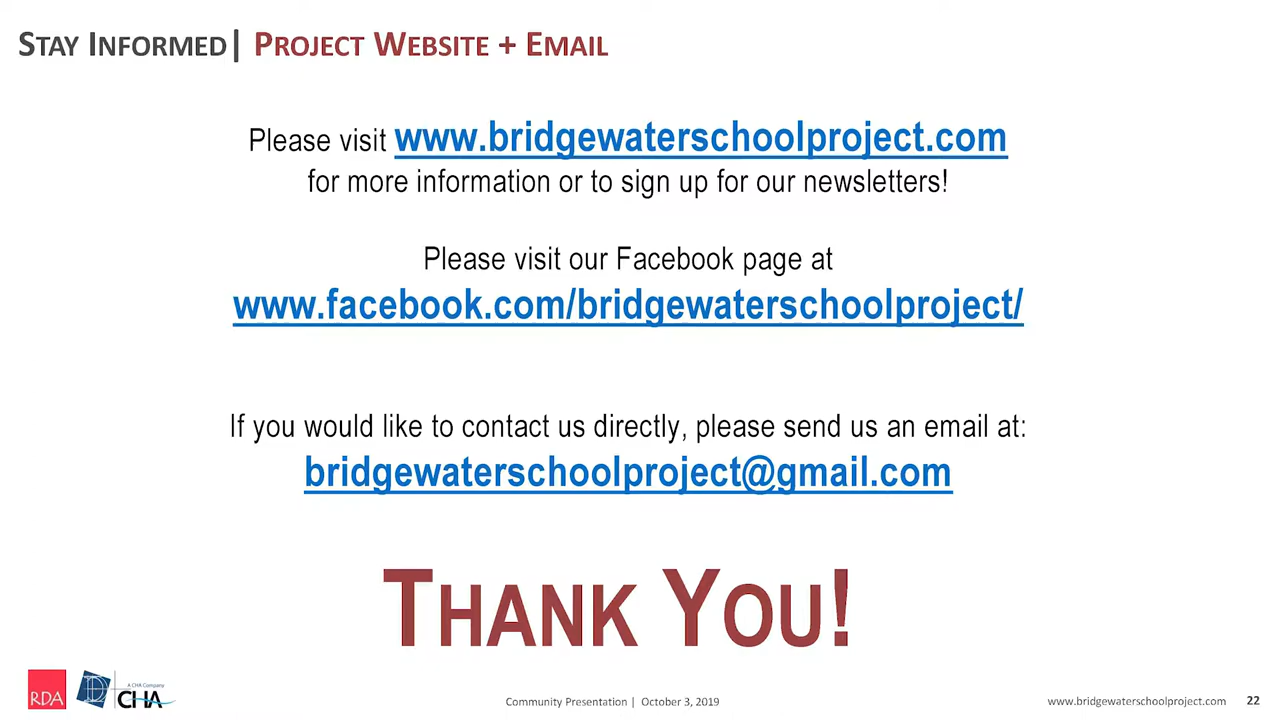 STAY INFORMED| PROJECT WEBSITE + EMAIL
Please visit www.bridgewaterschoolproject.com
for more information or to sign up for our newsletters!
Please visit our Facebook page at
www.facebook.com/bridgewaterschoolproject/
If you would like to contact us directly, please send us an email at:
bridgewaterschoolproject@gmail.com
THANK YOU!
RDA
A CHA Company
CHA
Community Presentation | October 3, 2019
www.bridgewaterschoolproject.com 22